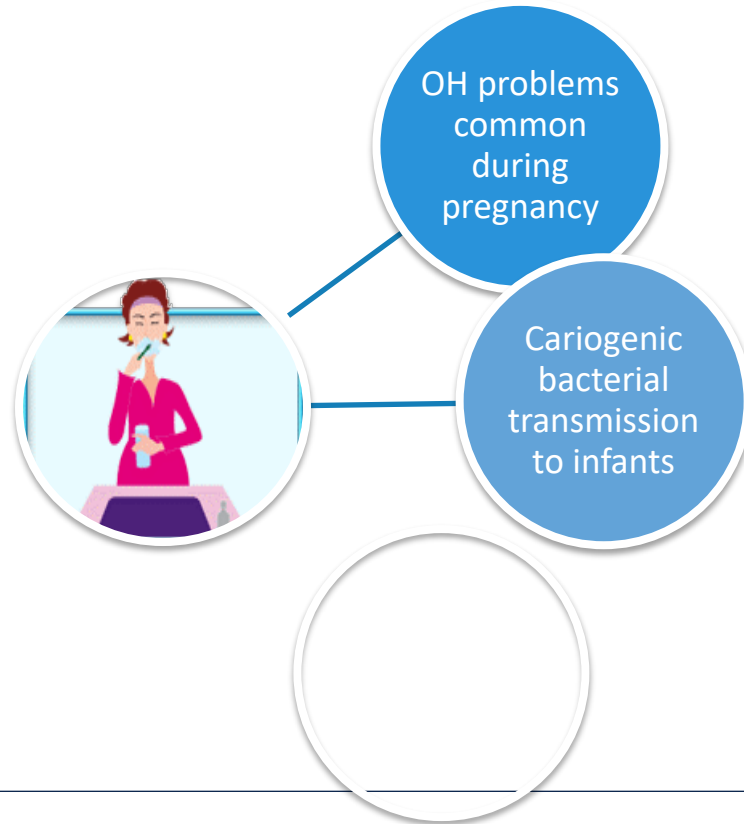 OH problems
common
during
pregnancy
Cariogenic
bacterial
transmission
to infants